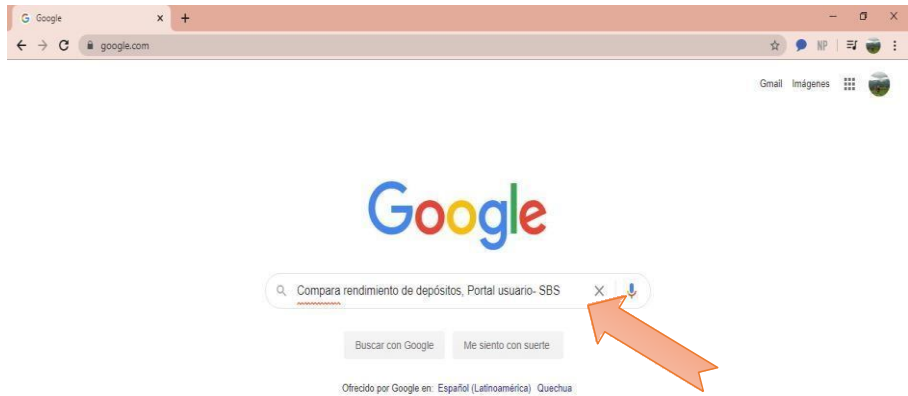 G Google × +
google.com NP
Gmail Imágenes
Google
Compara rendimiento de depósitos, Portal usuario- SBS
Buscar con Google Me siento con suerte
Ofrecido por Google en: Español (Latinoamérica) Quechua